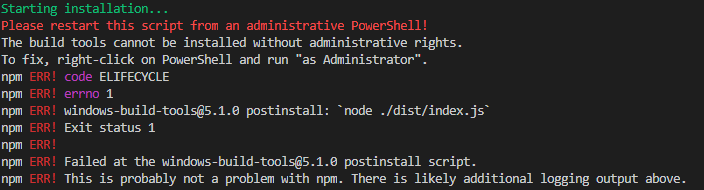 Starting installation...
Please restart this script from an administrative PowerShell!
The build tools cannot be installed without administrative rights.
To fix, right-click on PowerShell and run "as Administrator".
npm ERR! code ELIFECYCLE
npm ERR! errno 1
npm ERR! windows-build-tools@5.1.0 postinstall: `node ./dist/index.js`
npm ERR! Exit status 1
npm ERR!
npm ERR! Failed at the windows-build-tools@5.1.0 postinstall script.
npm ERR! This is probably not a problem with npm. There is likely additional logging output above.